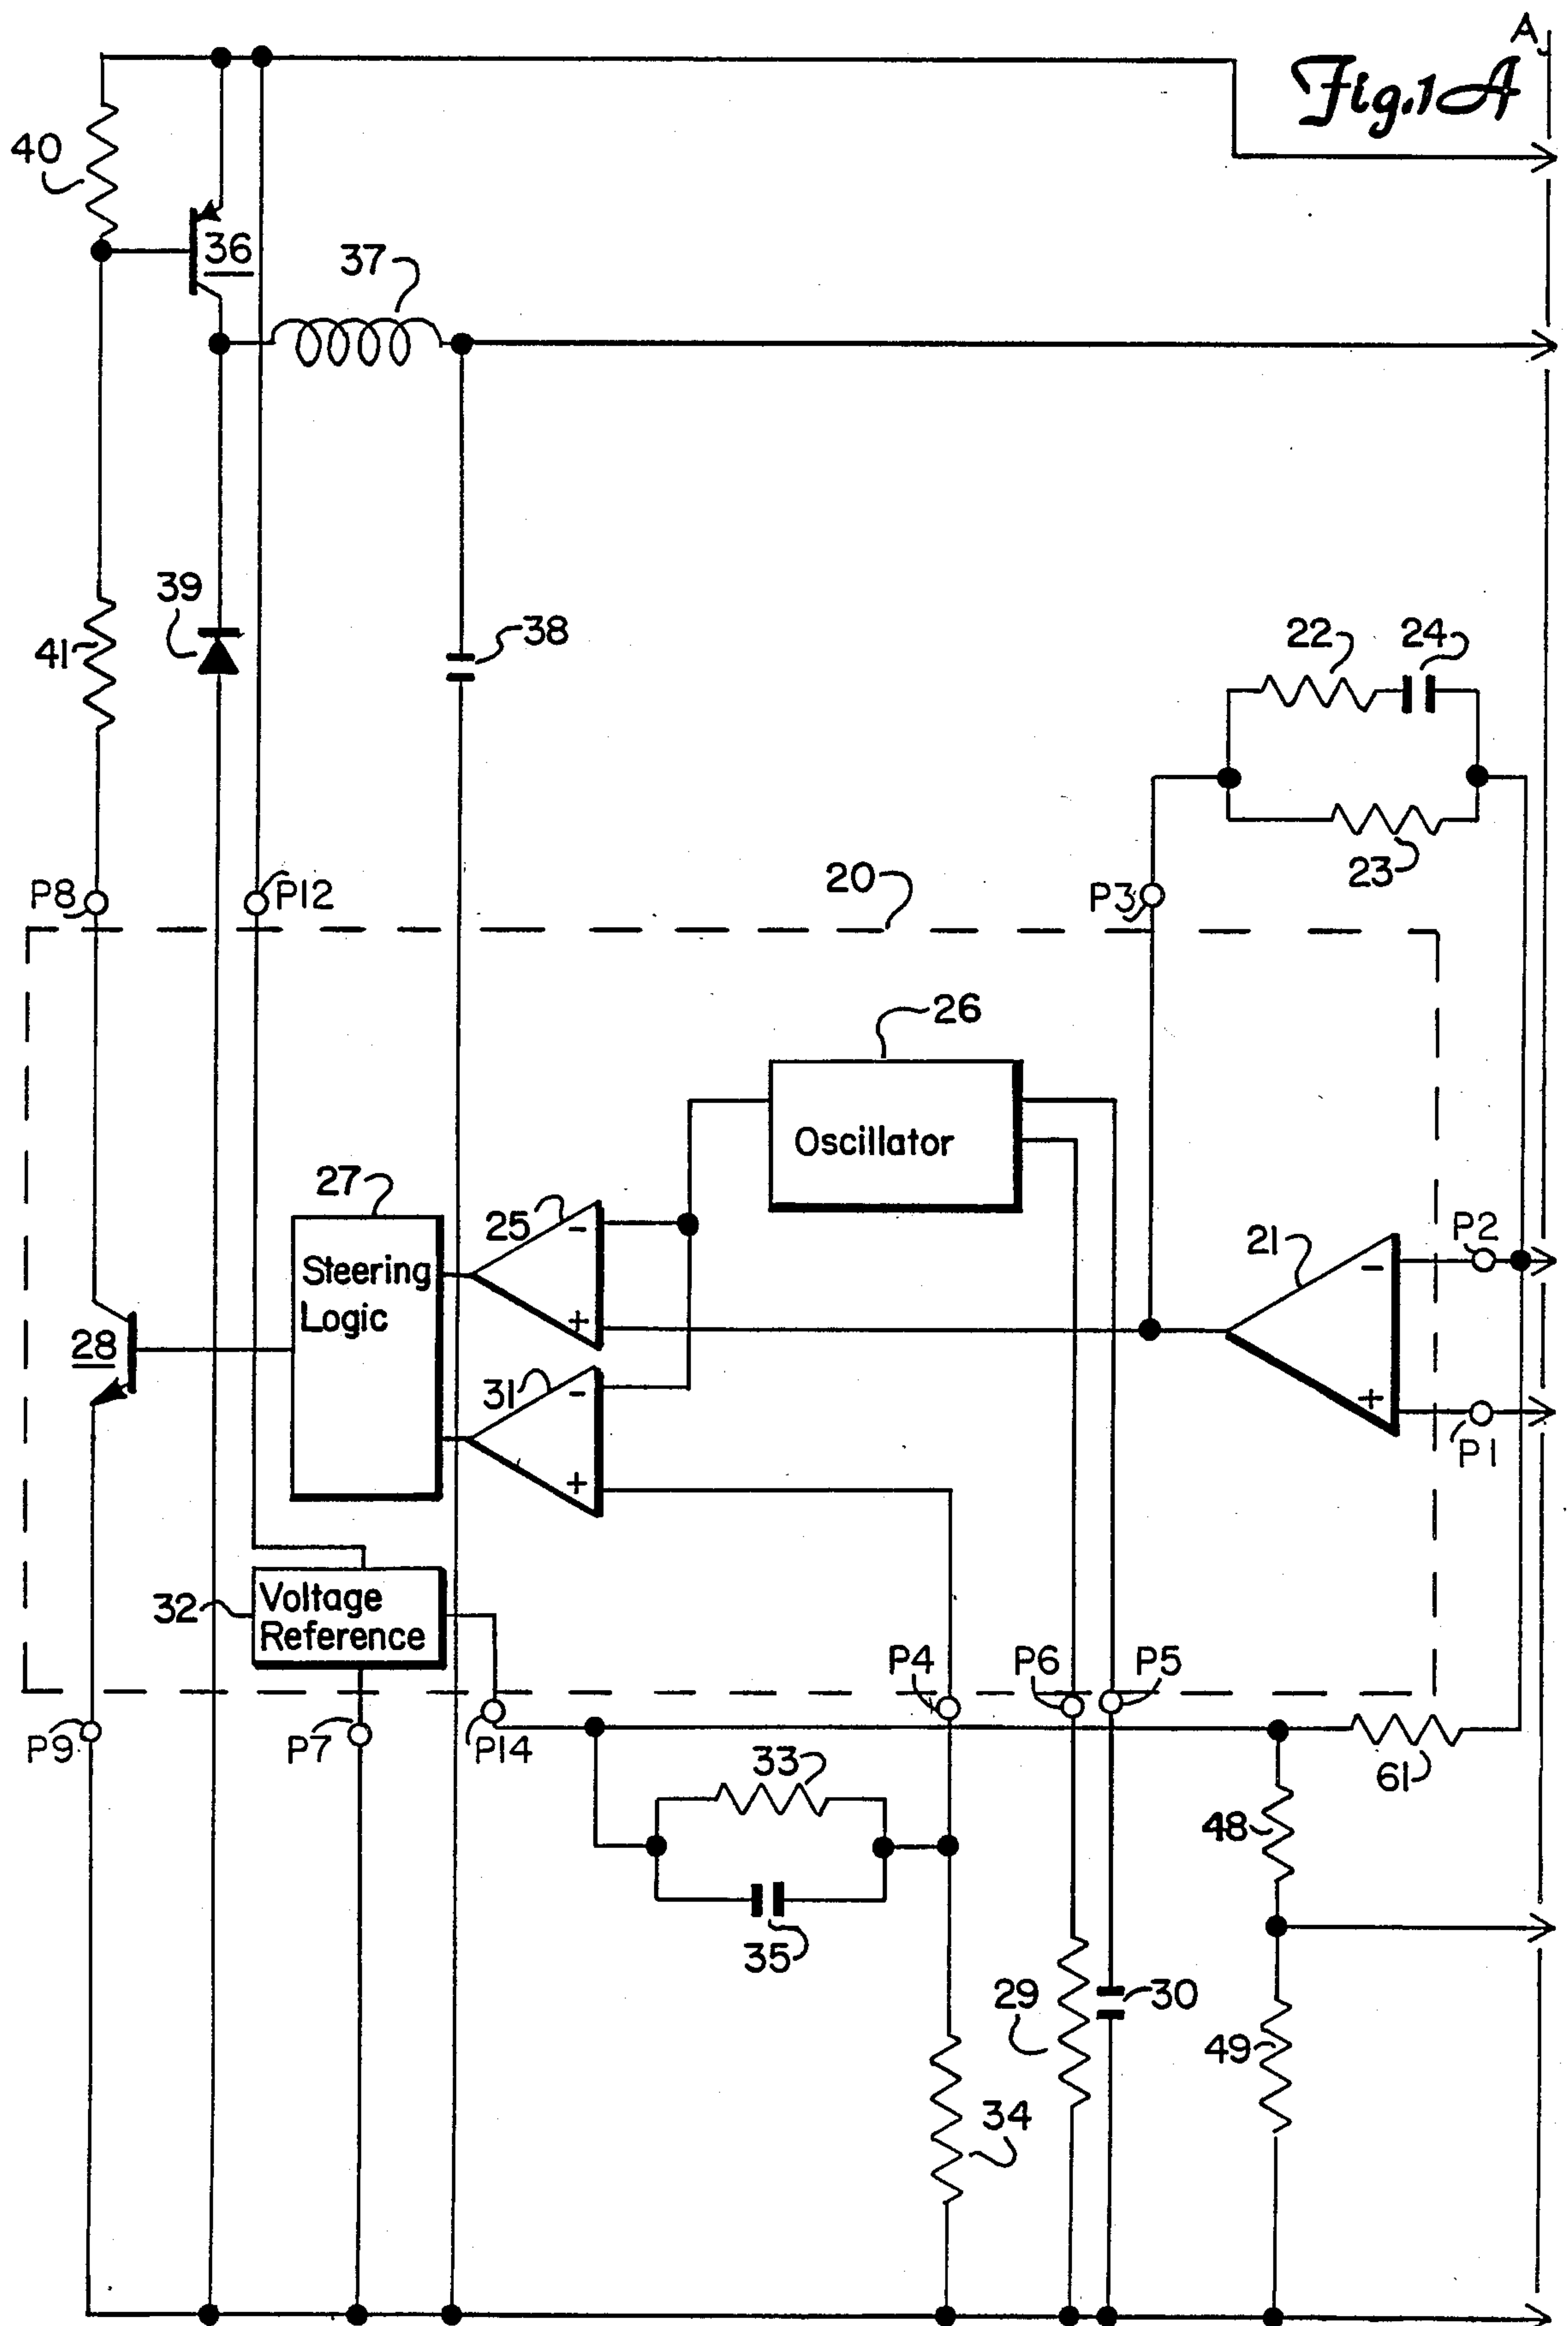 A
Fig.1A
40
36
37
39
38
41
22
24
23
P8
P12
20
P3
26
Oscillator
27
25
-
+
Steering
Logic
21
-
+
P2
P1
28
31
-
+
32
Voltage
Reference
P4
P6
P5
P9
P7
P14
33
61
48
35
29
30
49
34